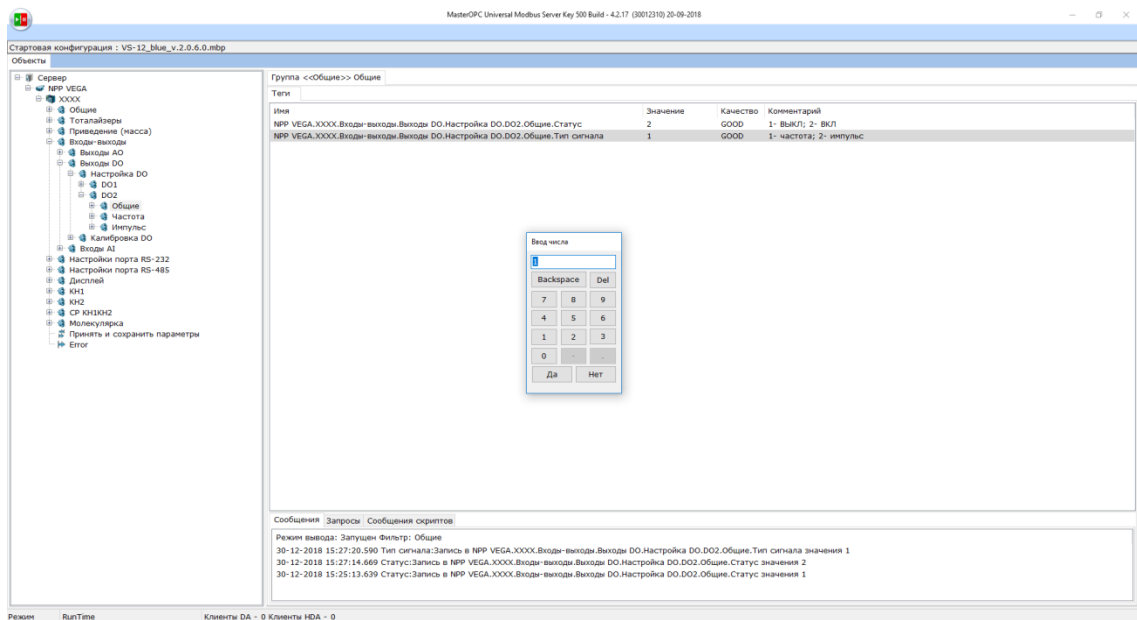 MasterOPC Universal Modbus Server Key 500 Build - 4.2.17 (30012310) 20-09-2018
Стартовая конфигурация : VS-12_blue_v.2.0.6.0.mbp
Объекты
Сервер
NPP VEGA
XXXX
Общие
Тоталайзеры
Приведение (масса)
Входы-выходы
Выходы AO
Выходы DO
Настройка DO
DO1
DO2
Общие
Частота
Импульс
Калибровка DO
Входы AI
Настройки порта RS-232
Настройки порта RS-485
Дисплей
КН1
КН2
СР КН1КН2
Молекулярка
Принять и сохранить параметры
Error
Группа <<Общие>> Общие
Теги
Имя Значение Качество Комментарий
NPP VEGA.XXXX.Входы-выходы.Выходы DO.Настройка DO.DO2.Общие.Статус 2 GOOD 1- ВЫКЛ; 2- ВКЛ
NPP VEGA.XXXX.Входы-выходы.Выходы DO.Настройка DO.DO2.Общие.Тип сигнала 1 GOOD 1- частота; 2- импульс
Ввод числа
1
Backspace Del
7 8 9
4 5 6
1 2 3
0 - .
Да Нет
Сообщения Запросы Сообщения скриптов
Режим вывода: Запущен Фильтр: Общие
30-12-2018 15:27:20.590 Тип сигнала:Запись в NPP VEGA.XXXX.Входы-выходы.Выходы DO.Настройка DO.DO2.Общие.Тип сигнала значения 1
30-12-2018 15:27:14.669 Статус:Запись в NPP VEGA.XXXX.Входы-выходы.Выходы DO.Настройка DO.DO2.Общие.Статус значения 2
30-12-2018 15:25:13.639 Статус:Запись в NPP VEGA.XXXX.Входы-выходы.Выходы DO.Настройка DO.DO2.Общие.Статус значения 1
Режим RunTime Клиенты DA - 0 Клиенты HDA - 0